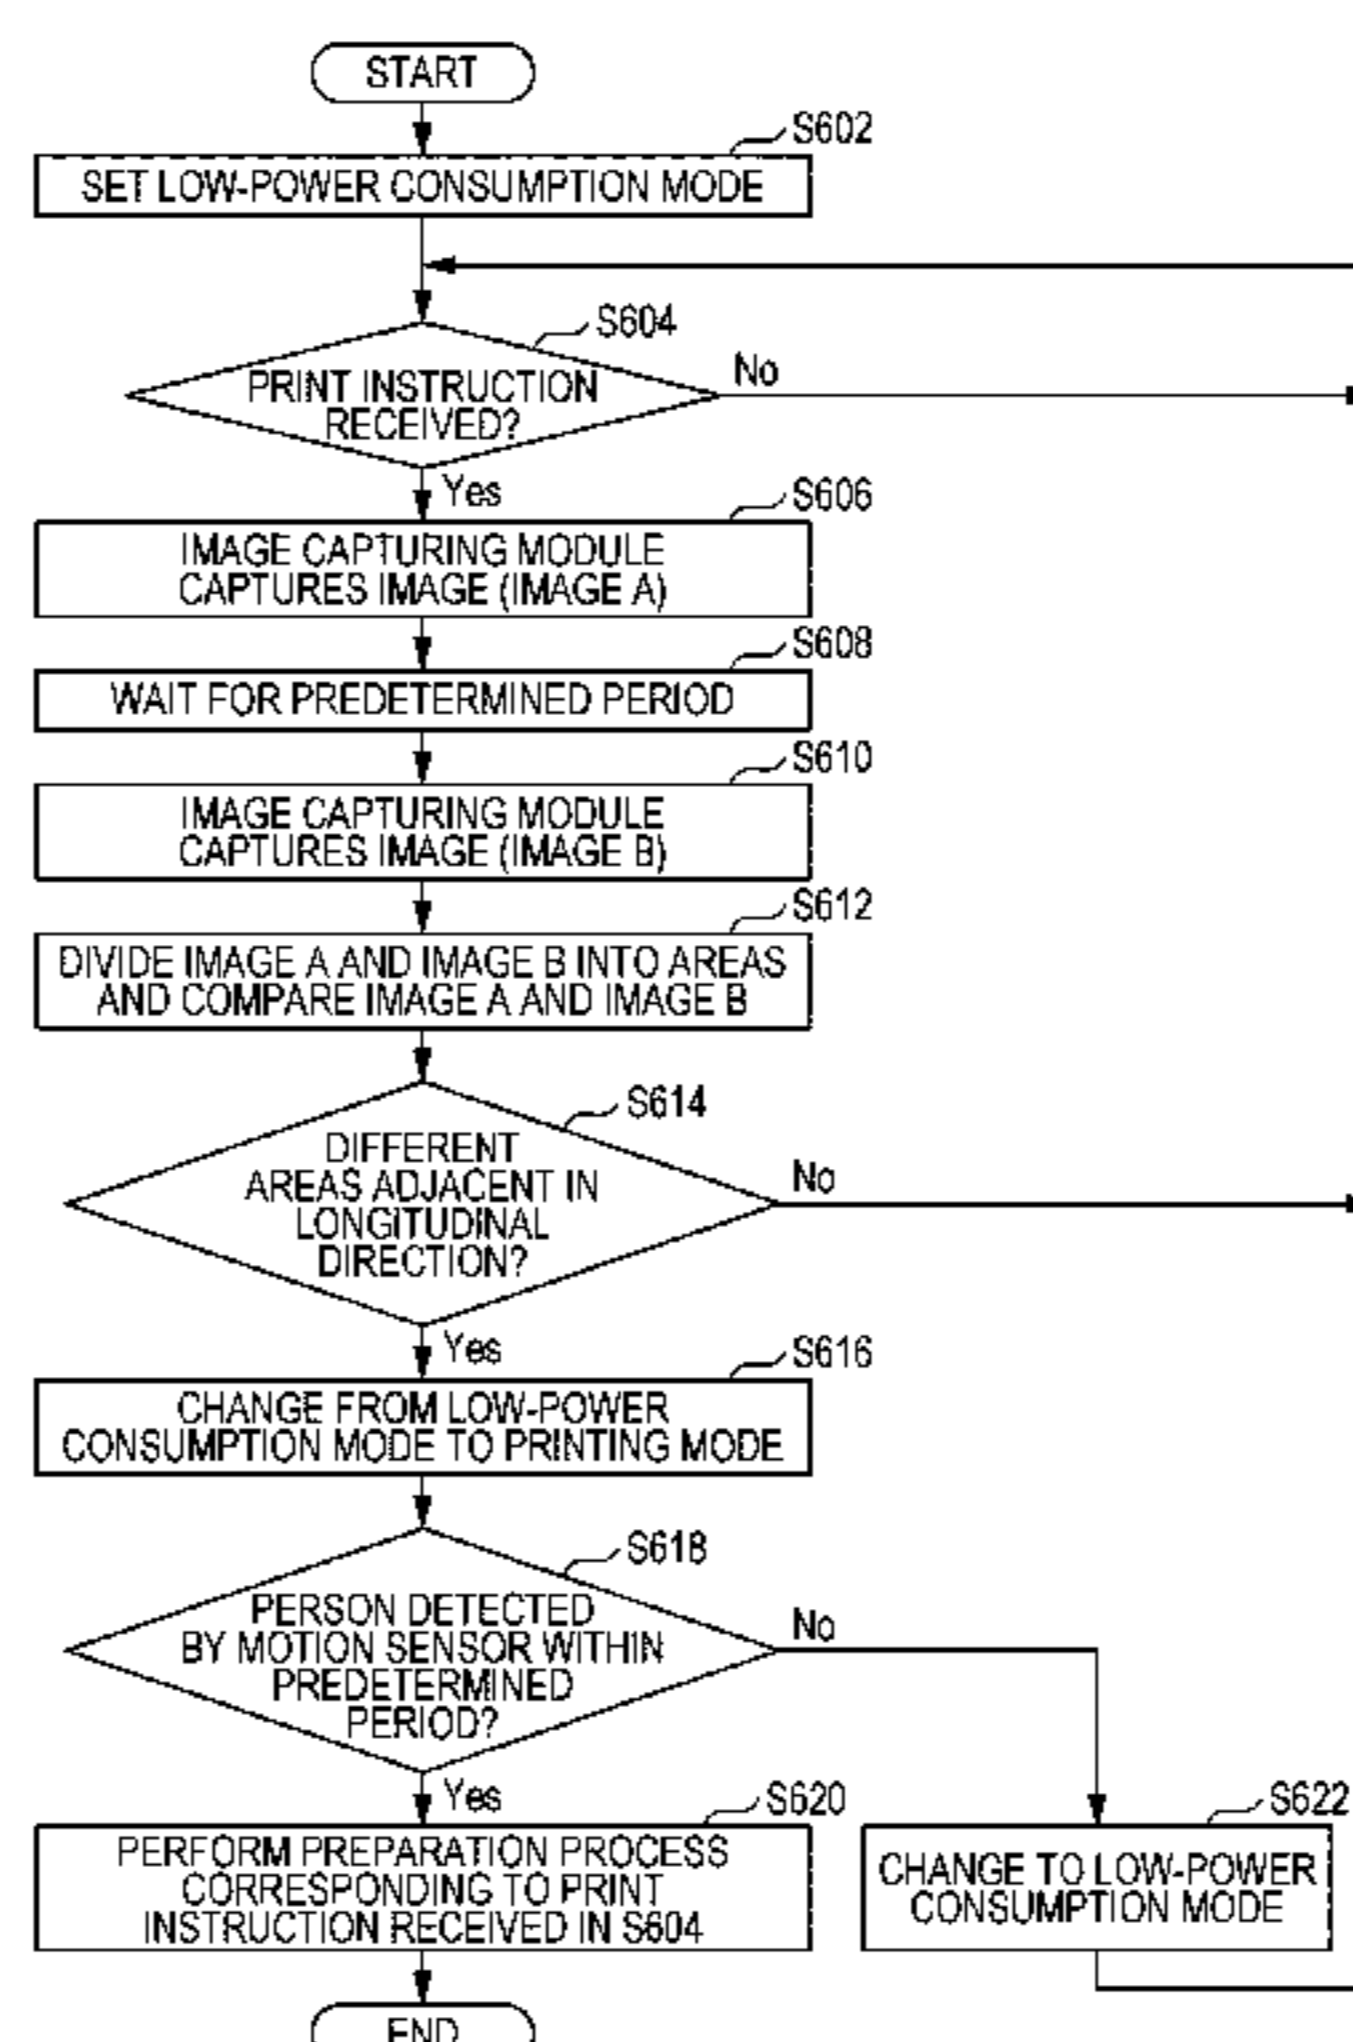 START
S602
SET LOW-POWER CONSUMPTION MODE
S604
PRINT INSTRUCTION
RECEIVED?
No
Yes
S606
IMAGE CAPTURING MODULE
CAPTURES IMAGE (IMAGE A)
S608
WAIT FOR PREDETERMINED PERIOD
S610
IMAGE CAPTURING MODULE
CAPTURES IMAGE (IMAGE B)
S612
DIVIDE IMAGE A AND IMAGE B INTO AREAS
AND COMPARE IMAGE A AND IMAGE B
S614
DIFFERENT
AREAS ADJACENT IN
LONGITUDINAL
DIRECTION?
No
Yes
S616
CHANGE FROM LOW-POWER
CONSUMPTION MODE TO PRINTING MODE
S618
PERSON DETECTED
BY MOTION SENSOR WITHIN
PREDETERMINED
PERIOD?
No
Yes
S620
PERFORM PREPARATION PROCESS
CORRESPONDING TO PRINT
INSTRUCTION RECEIVED IN S604
S622
CHANGE TO LOW-POWER
CONSUMPTION MODE
END